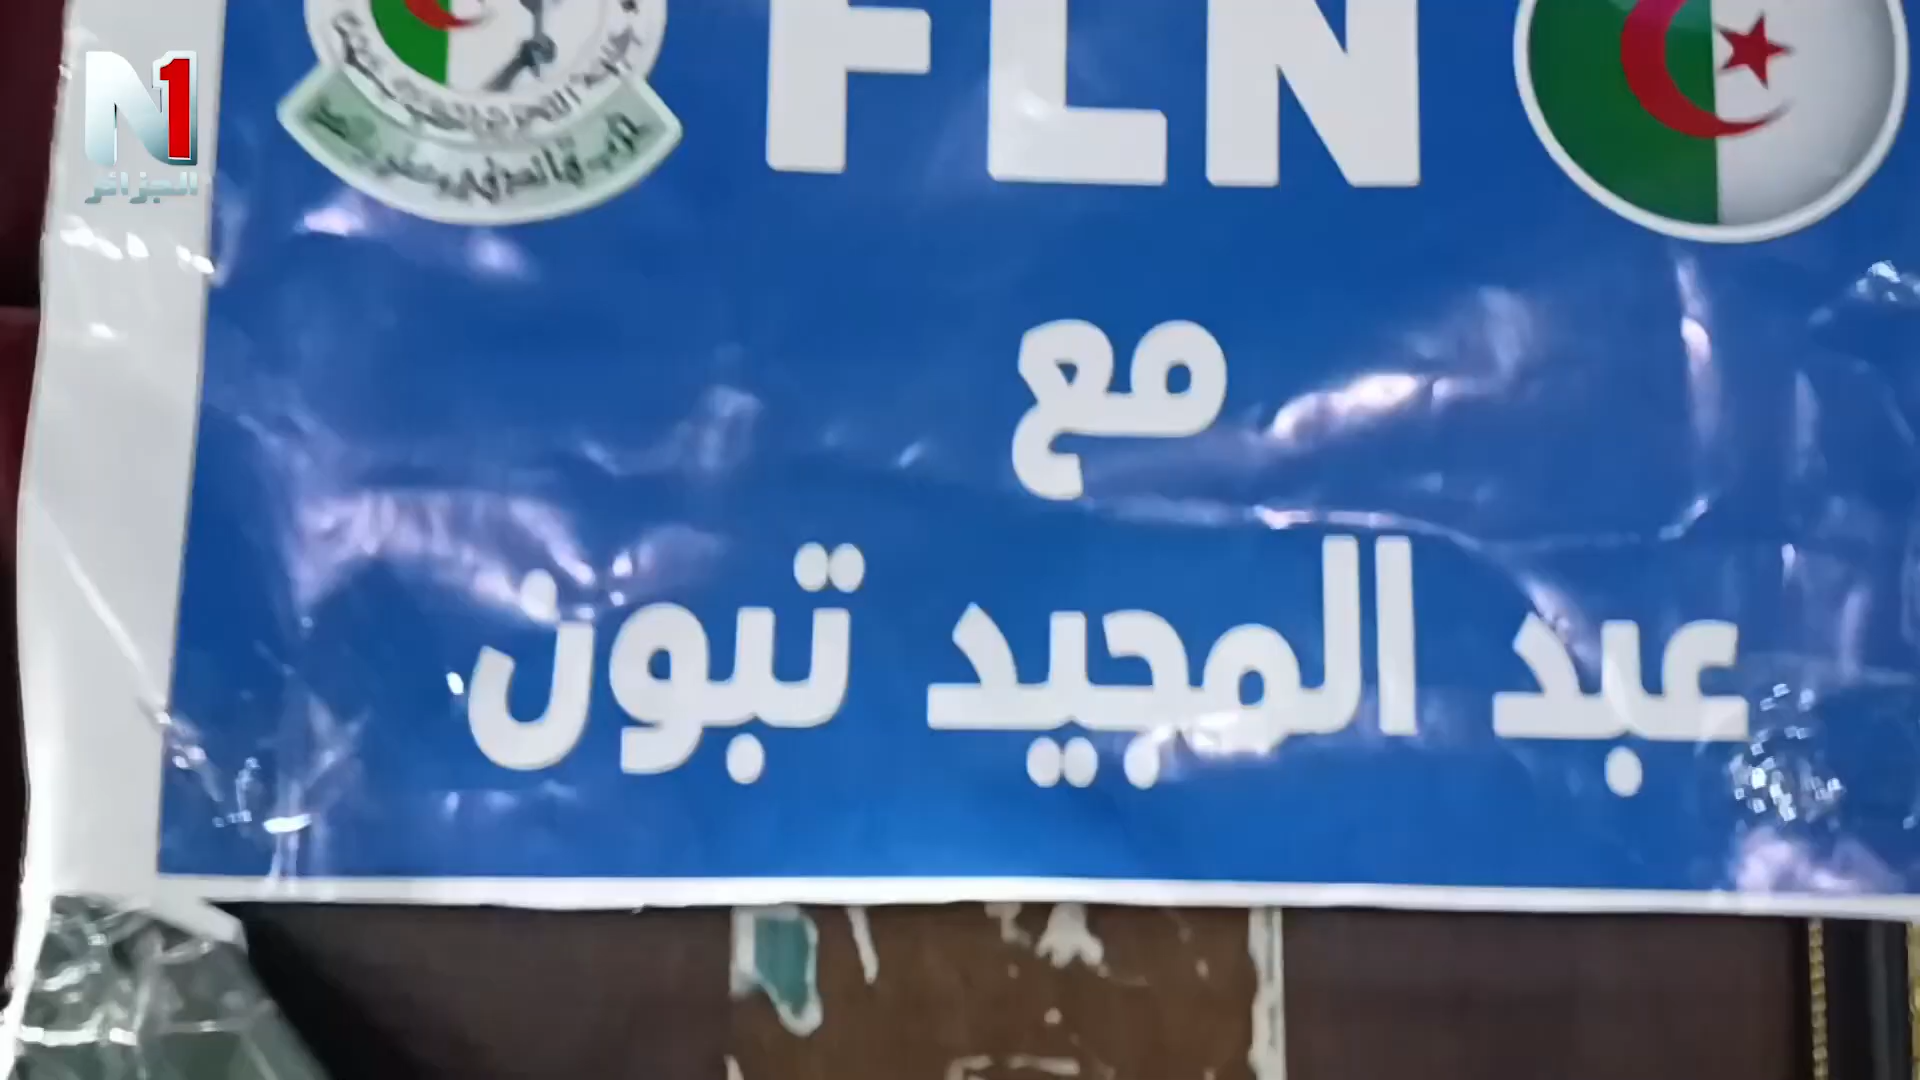 N1
الجزائر
FLN
مع
عبد المجيد تبون